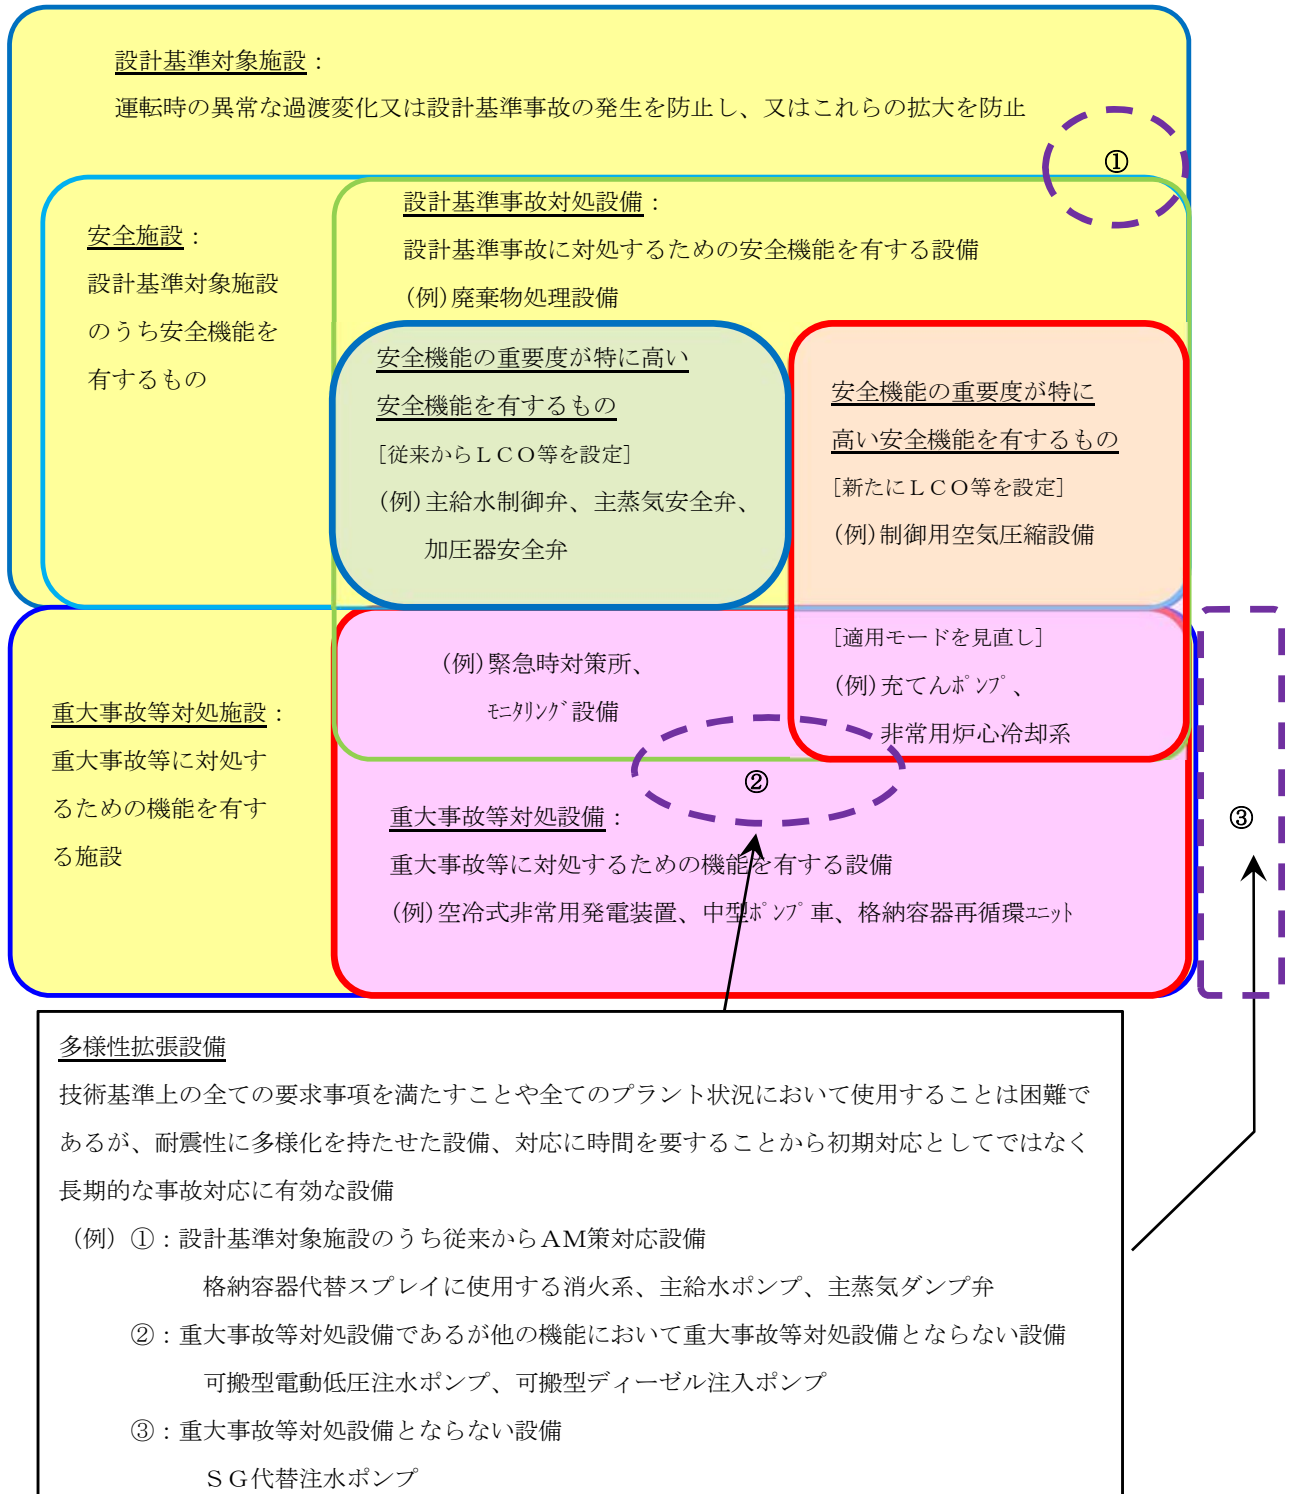 設計基準対象施設：
運転時の異常な過渡変化又は設計基準事故の発生を防止し、又はこれらの拡大を防止
①
安全施設：
設計基準対象施設
のうち安全機能を
有するもの
設計基準事故対処設備：
設計基準事故に対処するための安全機能を有する設備
(例)廃棄物処理設備
安全機能の重要度が特に高い
安全機能を有するもの
[従来からＬＣＯ等を設定]
(例)主給水制御弁、主蒸気安全弁、
加圧器安全弁
安全機能の重要度が特に
高い安全機能を有するもの
[新たにＬＣＯ等を設定]
(例)制御用空気圧縮設備
[適用モードを見直し]
(例)充てんﾎﾟﾝﾌﾟ、
非常用炉心冷却系
(例)緊急時対策所、
ﾓﾆﾀﾘﾝｸﾞ設備
重大事故等対処施設：
重大事故等に対処す
るための機能を有す
る施設
②
重大事故等対処設備：
重大事故等に対処するための機能を有する設備
(例)空冷式非常用発電装置、中型ﾎﾟﾝﾌﾟ車、格納容器再循環ﾕﾆｯﾄ
③
多様性拡張設備
技術基準上の全ての要求事項を満たすことや全てのプラント状況において使用することは困難で
あるが、耐震性に多様化を持たせた設備、対応に時間を要することから初期対応としてではなく
長期的な事故対応に有効な設備
（例）①：設計基準対象施設のうち従来からＡＭ策対応設備
格納容器代替スプレイに使用する消火系、主給水ポンプ、主蒸気ダンプ弁
②：重大事故等対処設備であるが他の機能において重大事故等対処設備とならない設備
可搬型電動低圧注水ポンプ、可搬型ディーゼル注入ポンプ
③：重大事故等対処設備とならない設備
ＳＧ代替注水ポンプ